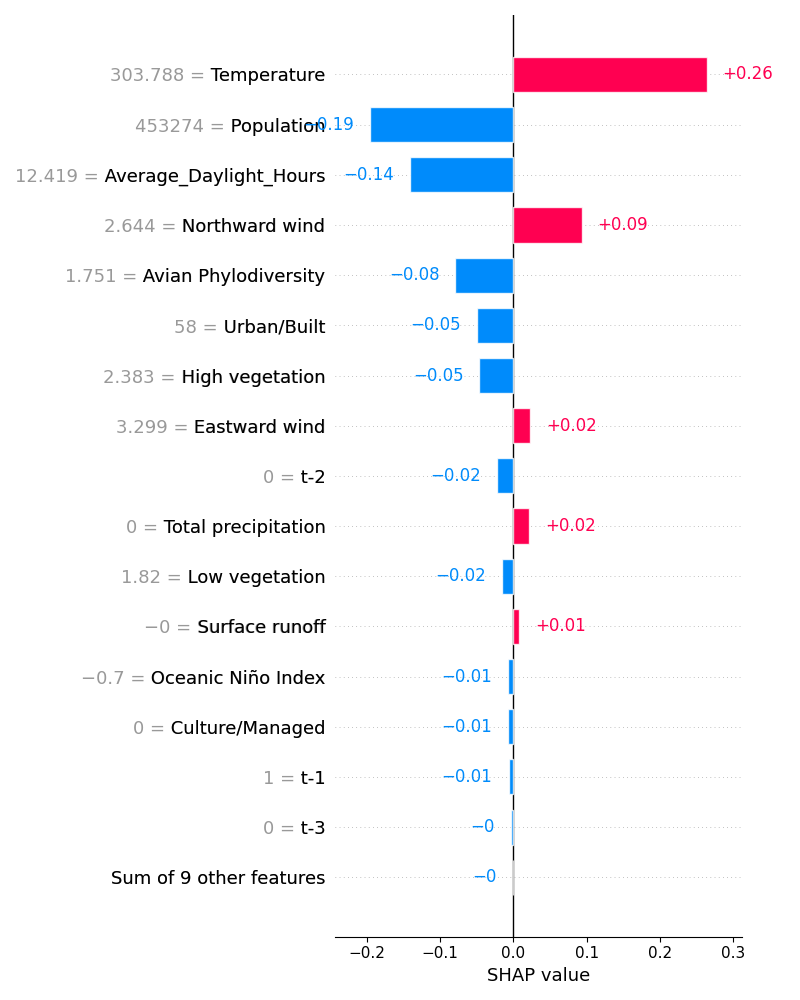 303.788 = Temperature +0.26
453274 = Population −0.19
12.419 = Average_Daylight_Hours −0.14
2.644 = Northward wind +0.09
1.751 = Avian Phylodiversity −0.08
58 = Urban/Built −0.05
2.383 = High vegetation −0.05
3.299 = Eastward wind +0.02
0 = t-2 −0.02
0 = Total precipitation +0.02
1.82 = Low vegetation −0.02
−0 = Surface runoff +0.01
−0.7 = Oceanic Niño Index −0.01
0 = Culture/Managed −0.01
1 = t-1 −0.01
0 = t-3 −0
Sum of 9 other features −0
−0.2 −0.1 0.0 0.1 0.2 0.3
SHAP value